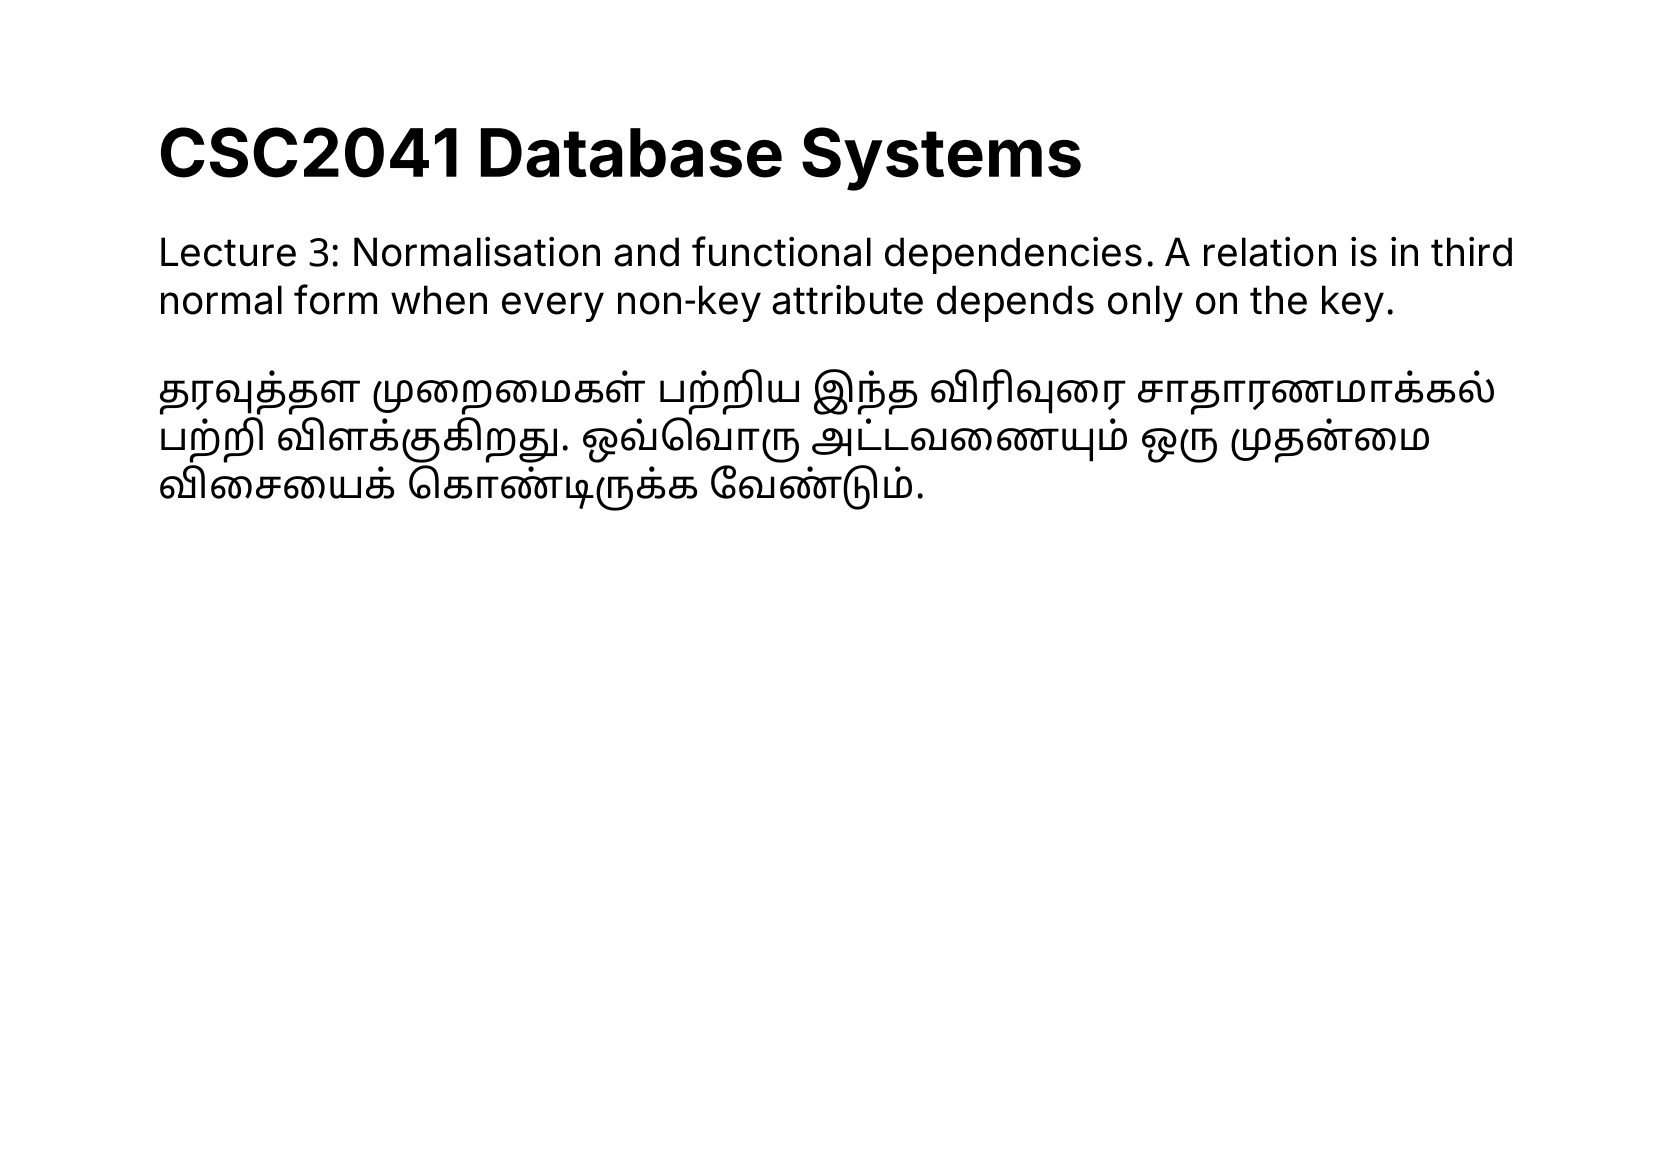 CSC2041 Database Systems
Lecture 3: Normalisation and functional dependencies. A relation is in third
normal form when every non-key attribute depends only on the key.
தரவுத்தள முறைமைகள் பற்றிய இந்த விரிவுரை சாதாரணமாக்கல்
பற்றி விளக்குகிறது. ஒவ்வொரு அட்டவணையும் ஒரு முதன்மை
விசையைக் கொண்டிருக்க வேண்டும்.